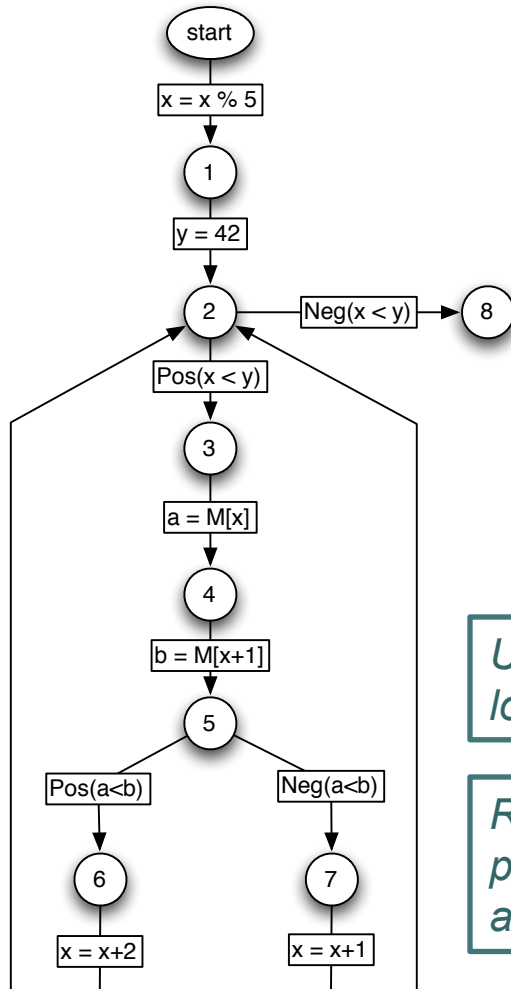 start
x = x % 5
1
y = 42
2
Neg(x < y)
8
Pos(x < y)
3
a = M[x]
4
b = M[x+1]
5
Pos(a<b)
Neg(a<b)
6
7
x = x+2
x = x+1